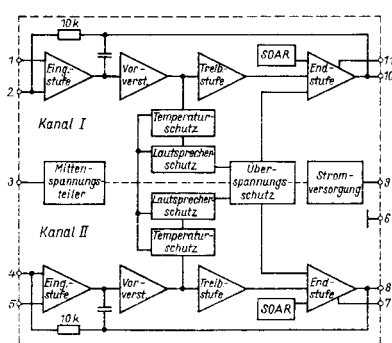 10k
SOAR
1
Eing.-
stufe
Vor-
verst.
Treib.
stufe
End-
stufe
11
10
2
Kanal I
Temperatur-
schutz
Lautsprecher-
schutz
3
Mitten-
spannungs-
teiler
Über-
spannungs-
schutz
Strom-
versorgung
9
6
Kanal II
Lautsprecher-
schutz
Temperatur-
schutz
4
Eing.-
stufe
Vor-
verst.
Treib.-
stufe
End-
stufe
8
7
5
10k
SOAR